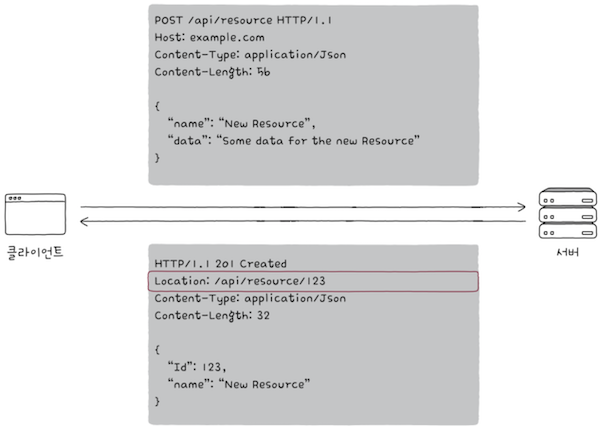 POST /api/resource HTTP/1.1
Host: example.com
Content-Type: application/Json
Content-Length: 56
{
"name": "New Resource",
"data": "Some data for the new Resource"
}
클라이언트
서버
HTTP/1.1 201 Created
Location: /api/resource/123
Content-Type: application/Json
Content-Length: 32
{
"Id": 123,
"name": "New Resource"
}